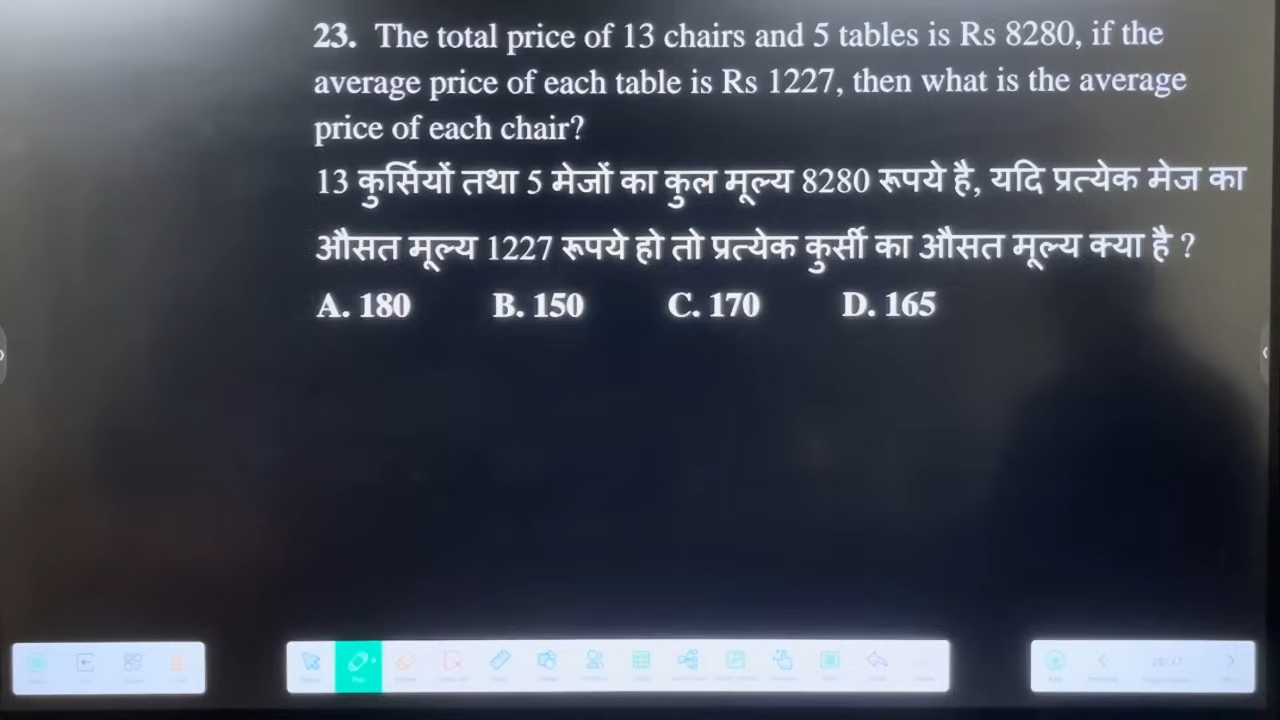 23. The total price of 13 chairs and 5 tables is Rs 8280, if the
average price of each table is Rs 1227, then what is the average
price of each chair?
13 कुर्सियों तथा 5 मेजों का कुल मूल्य 8280 रूपये है, यदि प्रत्येक मेज का
औसत मूल्य 1227 रूपये हो तो प्रत्येक कुर्सी का औसत मूल्य क्या है ?
A. 180 B. 150 C. 170 D. 165